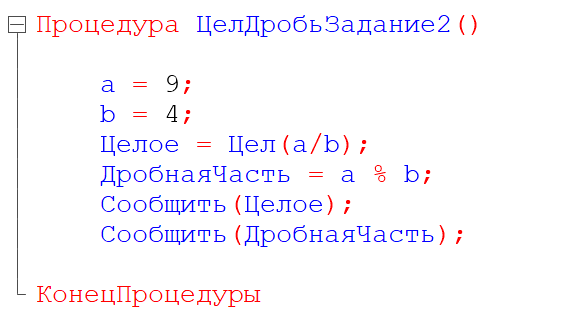 Процедура ЦелДробьЗадание2()
a = 9;
b = 4;
Целое = Цел(a/b);
ДробнаяЧасть = a % b;
Сообщить(Целое);
Сообщить(ДробнаяЧасть);
КонецПроцедуры